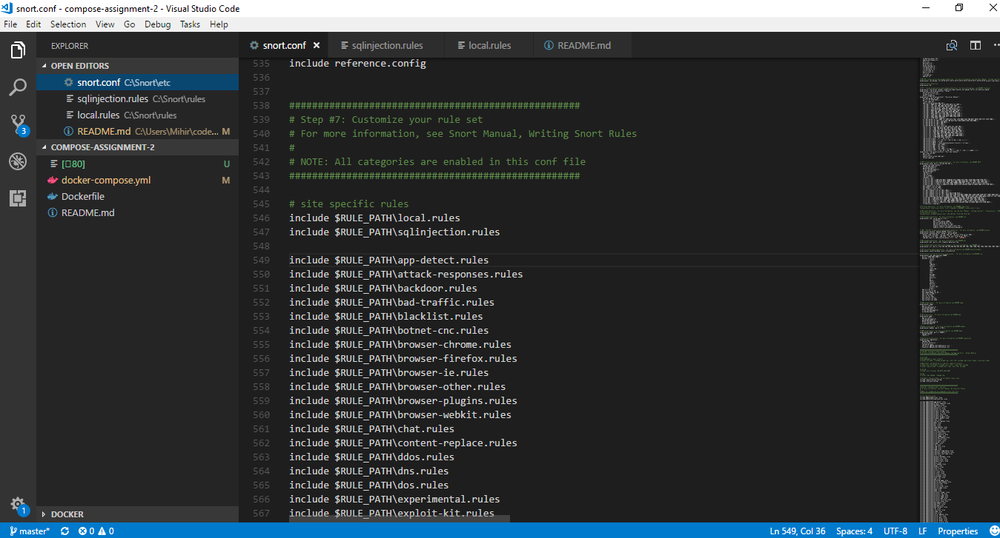 snort.conf - compose-assignment-2 - Visual Studio Code
File Edit Selection View Go Debug Tasks Help
EXPLORER
OPEN EDITORS
snort.conf C:\Snort\etc
sqlinjection.rules C:\Snort\rules
local.rules C:\Snort\rules
README.md C:\Users\Mihir\code... M
COMPOSE-ASSIGNMENT-2
[80] U
docker-compose.yml M
Dockerfile
README.md
DOCKER
3
1
snort.conf sqlinjection.rules local.rules README.md
535 include reference.config
536
537
538 ###################################################
539 # Step #7: Customize your rule set
540 # For more information, see Snort Manual, Writing Snort Rules
541 #
542 # NOTE: All categories are enabled in this conf file
543 ###################################################
544
545 # site specific rules
546 include $RULE_PATH\local.rules
547 include $RULE_PATH\sqlinjection.rules
548
549 include $RULE_PATH\app-detect.rules
550 include $RULE_PATH\attack-responses.rules
551 include $RULE_PATH\backdoor.rules
552 include $RULE_PATH\bad-traffic.rules
553 include $RULE_PATH\blacklist.rules
554 include $RULE_PATH\botnet-cnc.rules
555 include $RULE_PATH\browser-chrome.rules
556 include $RULE_PATH\browser-firefox.rules
557 include $RULE_PATH\browser-ie.rules
558 include $RULE_PATH\browser-other.rules
559 include $RULE_PATH\browser-plugins.rules
560 include $RULE_PATH\browser-webkit.rules
561 include $RULE_PATH\chat.rules
562 include $RULE_PATH\content-replace.rules
563 include $RULE_PATH\ddos.rules
564 include $RULE_PATH\dns.rules
565 include $RULE_PATH\dos.rules
566 include $RULE_PATH\experimental.rules
567 include $RULE_PATH\exploit-kit.rules
master* 0 0 Ln 549, Col 36 Spaces: 4 UTF-8 LF Properties